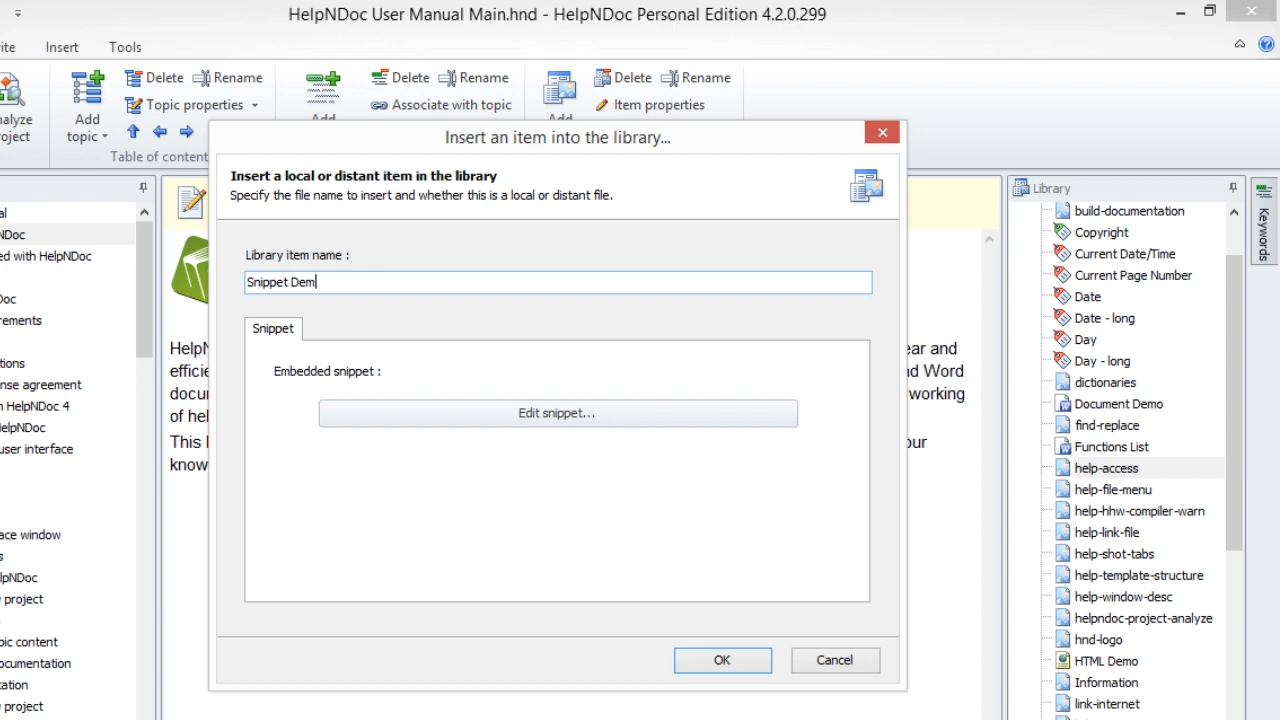 HelpNDoc User Manual Main.hnd - HelpNDoc Personal Edition 4.2.0.299
ite Insert Tools
Delete Rename Delete Rename Delete Rename
nalyze
oject
Add
topic
Topic properties
Add
Associate with topic
Add
Item properties
Table of content
Insert an item into the library...
Insert a local or distant item in the library
Specify the file name to insert and whether this is a local or distant file.
Library item name :
Snippet Dem
Snippet
Embedded snippet :
Edit snippet...
OK Cancel
al
NDoc
ed with HelpNDoc
Doc
rements
tions
nse agreement
n HelpNDoc 4
HelpNDoc
user interface
ace window
s
lpNDoc
project
pic content
ocumentation
tation
project
HelpN
efficie
docu
of hel
This
know
ear and
nd Word
working
our
Library
build-documentation
Copyright
Current Date/Time
Current Page Number
Date
Date - long
Day
Day - long
dictionaries
Document Demo
find-replace
Functions List
help-access
help-file-menu
help-hhw-compiler-warn
help-link-file
help-shot-tabs
help-template-structure
help-window-desc
helpndoc-project-analyze
hnd-logo
HTML Demo
Information
link-internet
Keywords